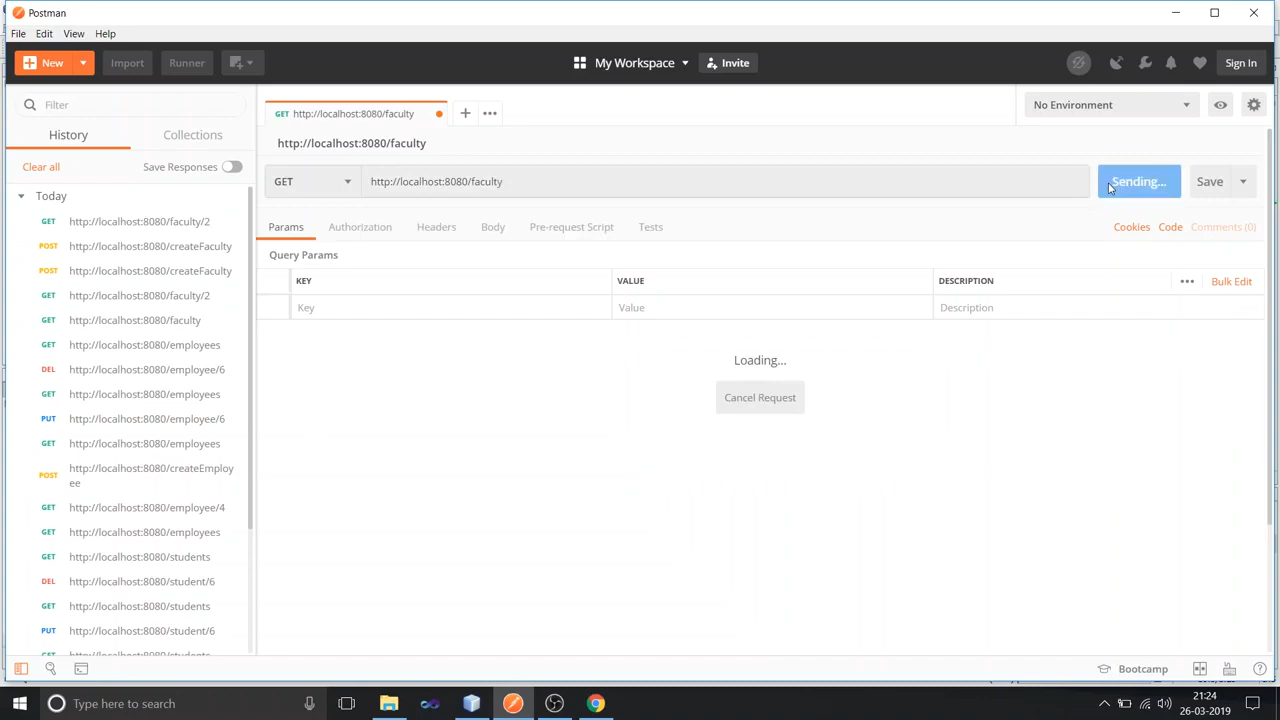 Postman
File Edit View Help
New Import Runner My Workspace Invite Sign In
Filter
History Collections
Clear all Save Responses
Today
GET http://localhost:8080/faculty/2
POST http://localhost:8080/createFaculty
POST http://localhost:8080/createFaculty
GET http://localhost:8080/faculty/2
GET http://localhost:8080/faculty
GET http://localhost:8080/employees
DEL http://localhost:8080/employee/6
GET http://localhost:8080/employees
PUT http://localhost:8080/employee/6
GET http://localhost:8080/employees
POST http://localhost:8080/createEmploy
ee
GET http://localhost:8080/employee/4
GET http://localhost:8080/employees
GET http://localhost:8080/students
DEL http://localhost:8080/student/6
GET http://localhost:8080/students
PUT http://localhost:8080/student/6
GET http://localhost:8080/students
GET http://localhost:8080/faculty
No Environment
http://localhost:8080/faculty
GET http://localhost:8080/faculty Sending... Save
Params Authorization Headers Body Pre-request Script Tests Cookies Code Comments (0)
Query Params
KEY VALUE DESCRIPTION Bulk Edit
Key Value Description
Loading...
Cancel Request
Bootcamp
Type here to search
21:24
26-03-2019